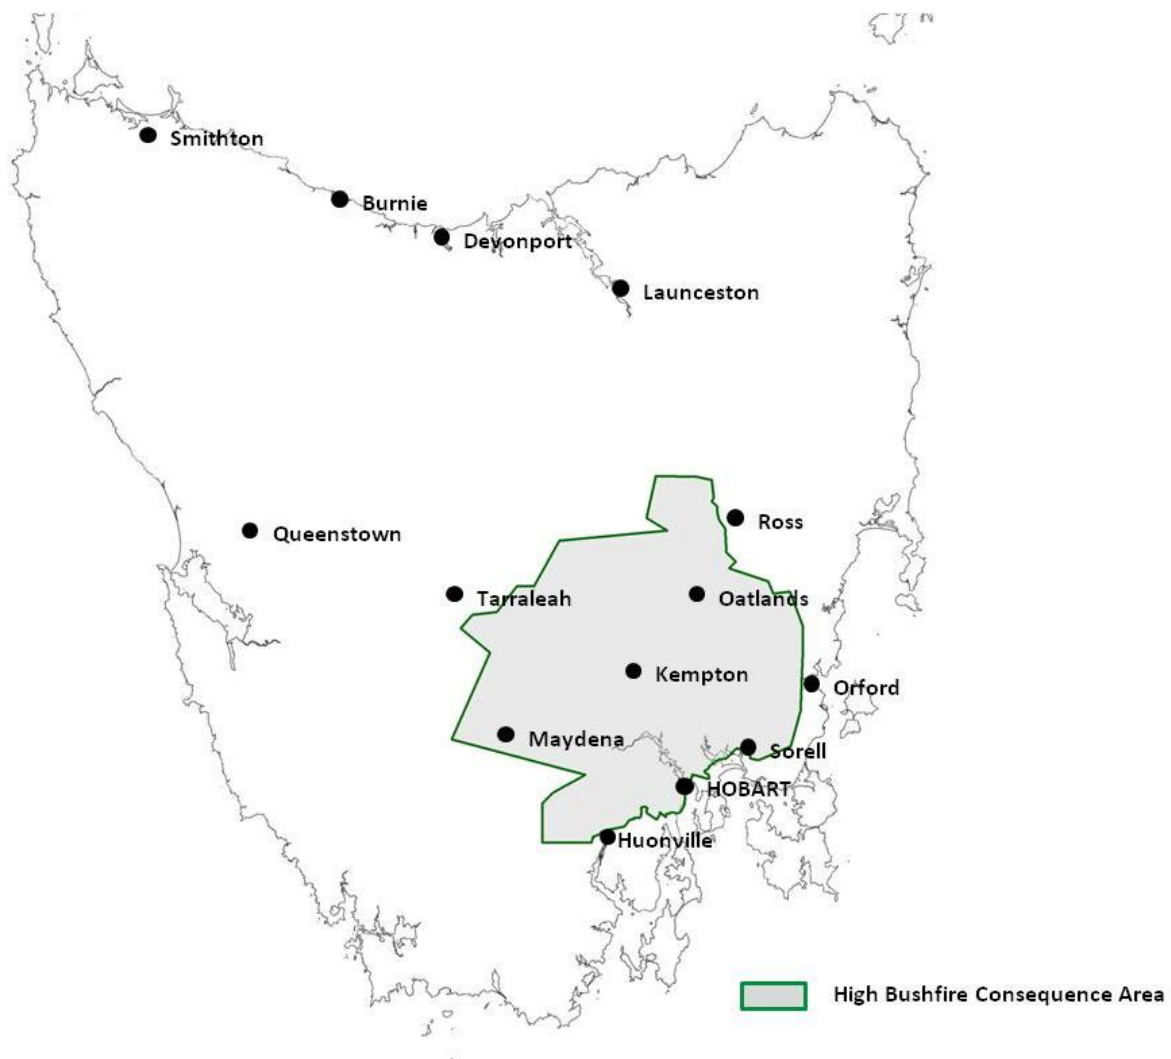 Smithton
Burnie
Devonport
Launceston
Ross
Queenstown
Tarraleah
Oatlands
Kempton
Orford
Maydena
Sorell
HOBART
Huonville
High Bushfire Consequence Area